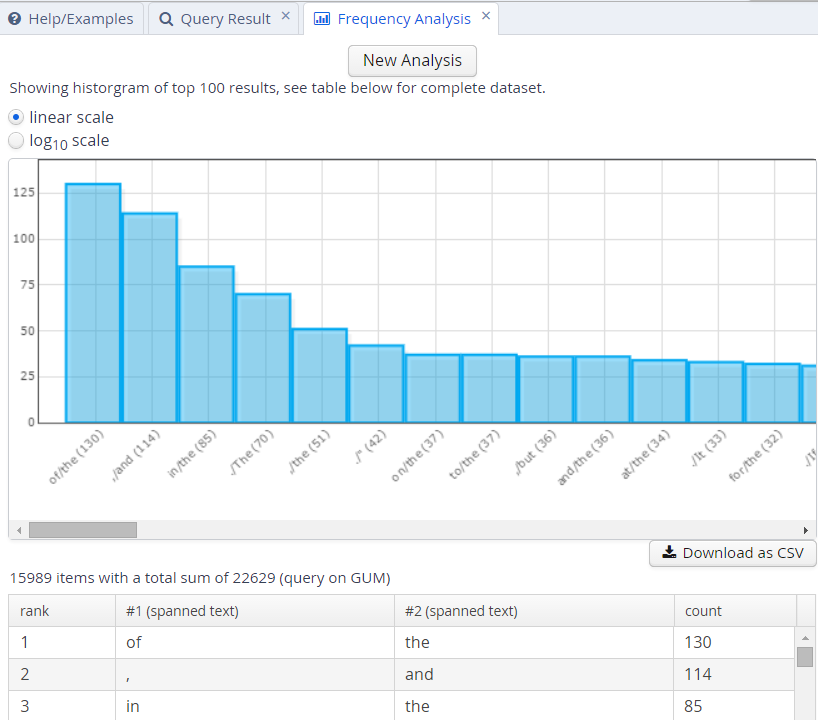 Help/Examples Query Result × Frequency Analysis ×
New Analysis
Showing historgram of top 100 results, see table below for complete dataset.
linear scale
log10 scale
125
100
75
50
25
0
of/the (130) ,/and (114) in/the (85) ./The (70) ,/the (51) ./" (42) on/the (37) to/the (37) ,/but (36) and/the (36) at/the (34) ./It (33) for/the (32)
Download as CSV
15989 items with a total sum of 22629 (query on GUM)
rank #1 (spanned text) #2 (spanned text) count
1 of the 130
2 , and 114
3 in the 85